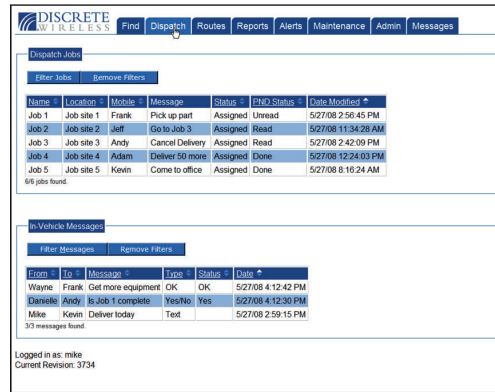 DISCRETE
WIRELESS
Find Dispatch Routes Reports Alerts Maintenance Admin Messages
Dispatch Jobs
Filter Jobs Remove Filters
Name Location Mobile Message Status PND Status Date Modified
Job 1 Job site 1 Frank Pick up part Assigned Unread 5/27/08 2:56:45 PM
Job 2 Job site 2 Jeff Go to Job 3 Assigned Read 5/27/08 11:34:28 AM
Job 3 Job site 3 Andy Cancel Delivery Assigned Read 5/27/08 2:42:09 PM
Job 4 Job site 4 Adam Deliver 50 more Assigned Done 5/27/08 12:24:03 PM
Job 5 Job site 5 Kevin Come to office Assigned Done 5/27/08 8:16:24 AM
6/6 jobs found.
In-Vehicle Messages
Filter Messages Remove Filters
From To Message Type Status Date
Wayne Frank Get more equipment OK OK 5/27/08 4:12:42 PM
Danielle Andy Is Job 1 complete Yes/No Yes 5/27/08 4:12:30 PM
Mike Kevin Deliver today Text 5/27/08 2:59:15 PM
3/3 messages found.
Logged in as: mike
Current Revision: 3734